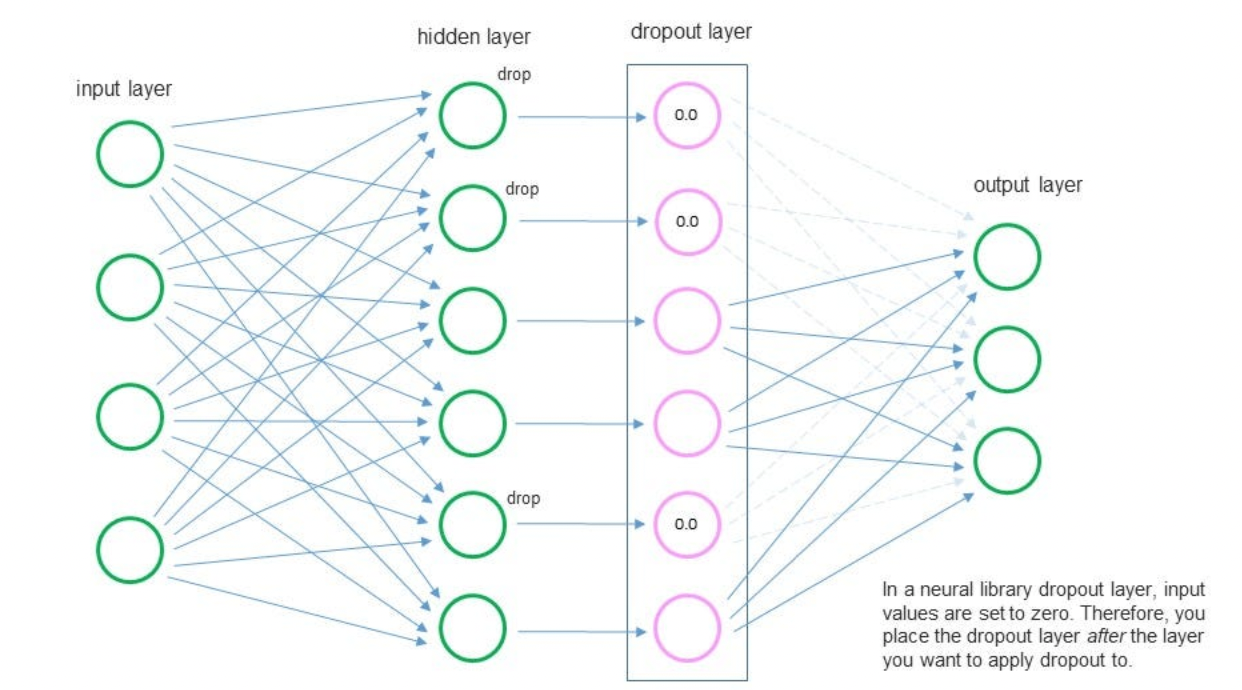 dropout layer
hidden layer
drop
input layer
0.0
output layer
drop
0.0
drop
0.0
In a neural library dropout layer, input
values are set to zero. Therefore, you
place the dropout layer after the layer
you want to apply dropout to.